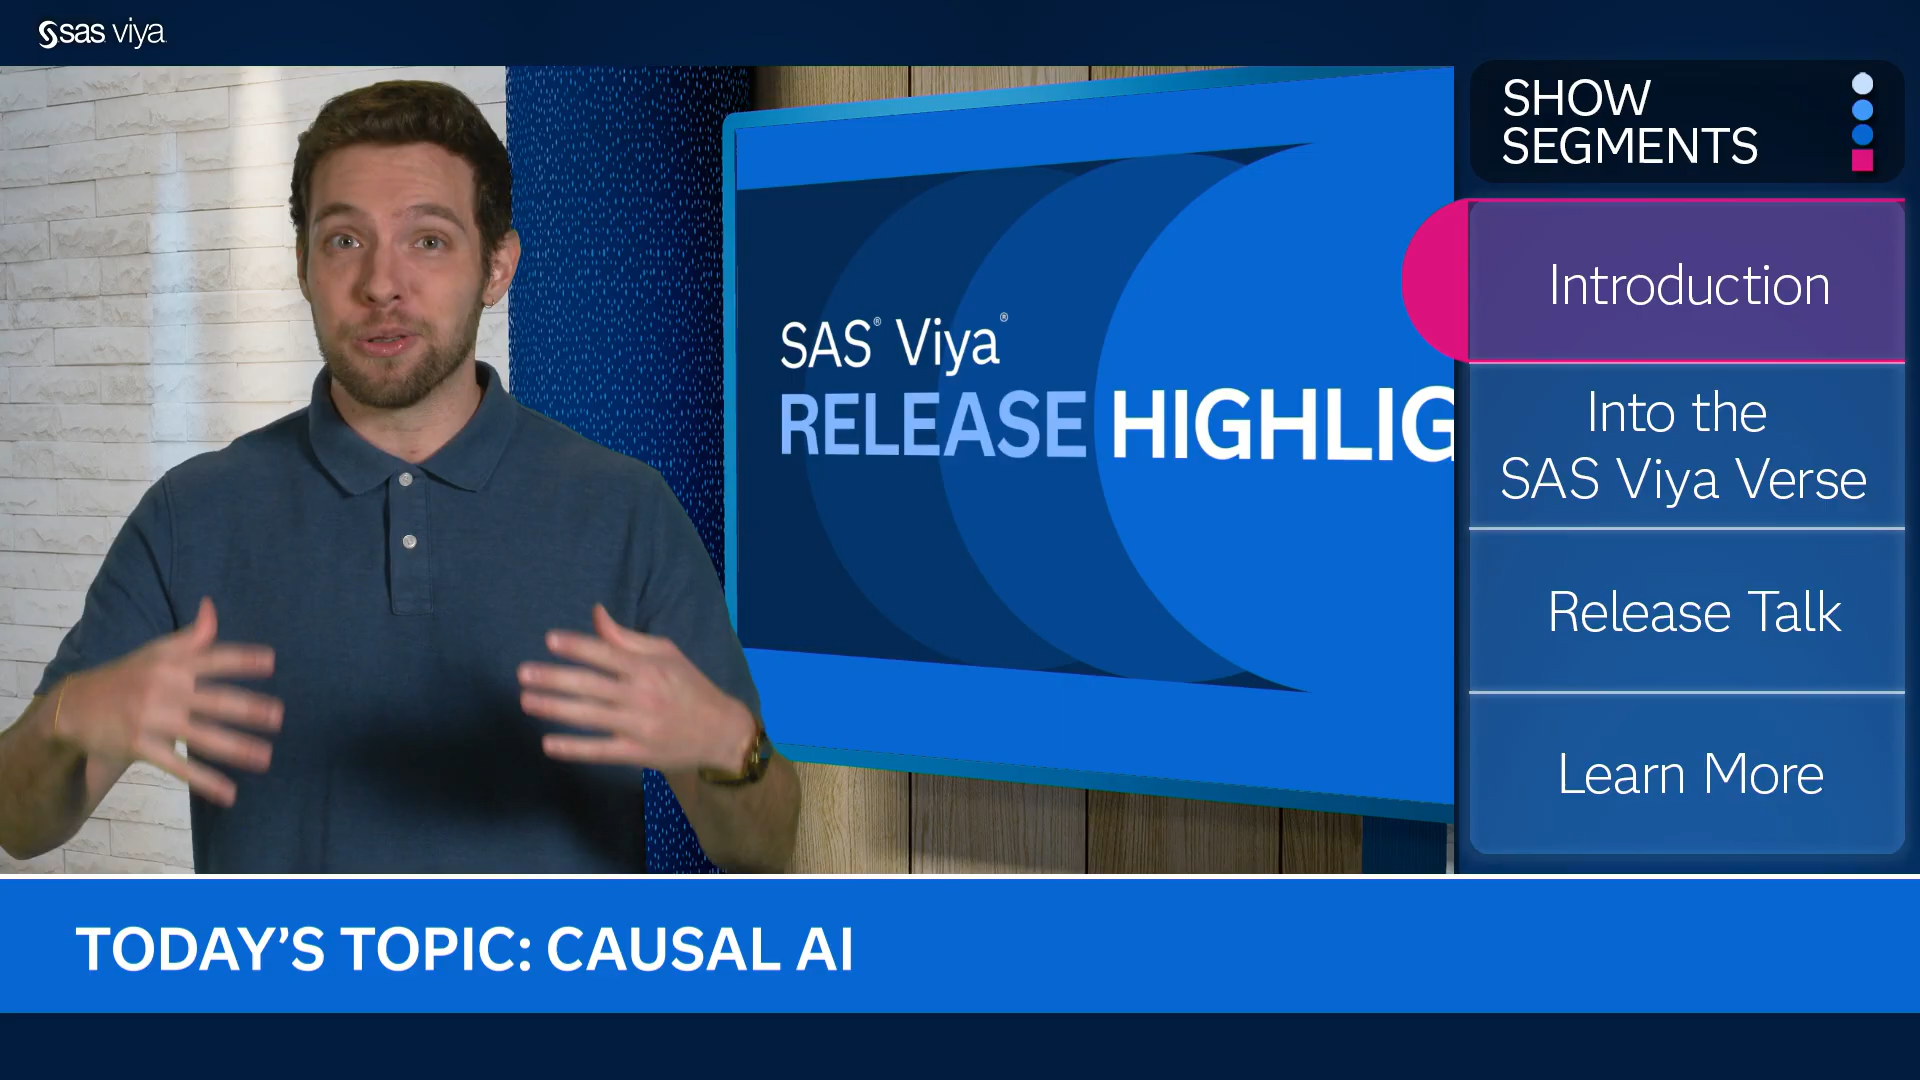 sas viya
SAS® Viya®
RELEASE HIGHLIG
SHOW
SEGMENTS
Introduction
Into the
SAS Viya Verse
Release Talk
Learn More
TODAY'S TOPIC: CAUSAL AI